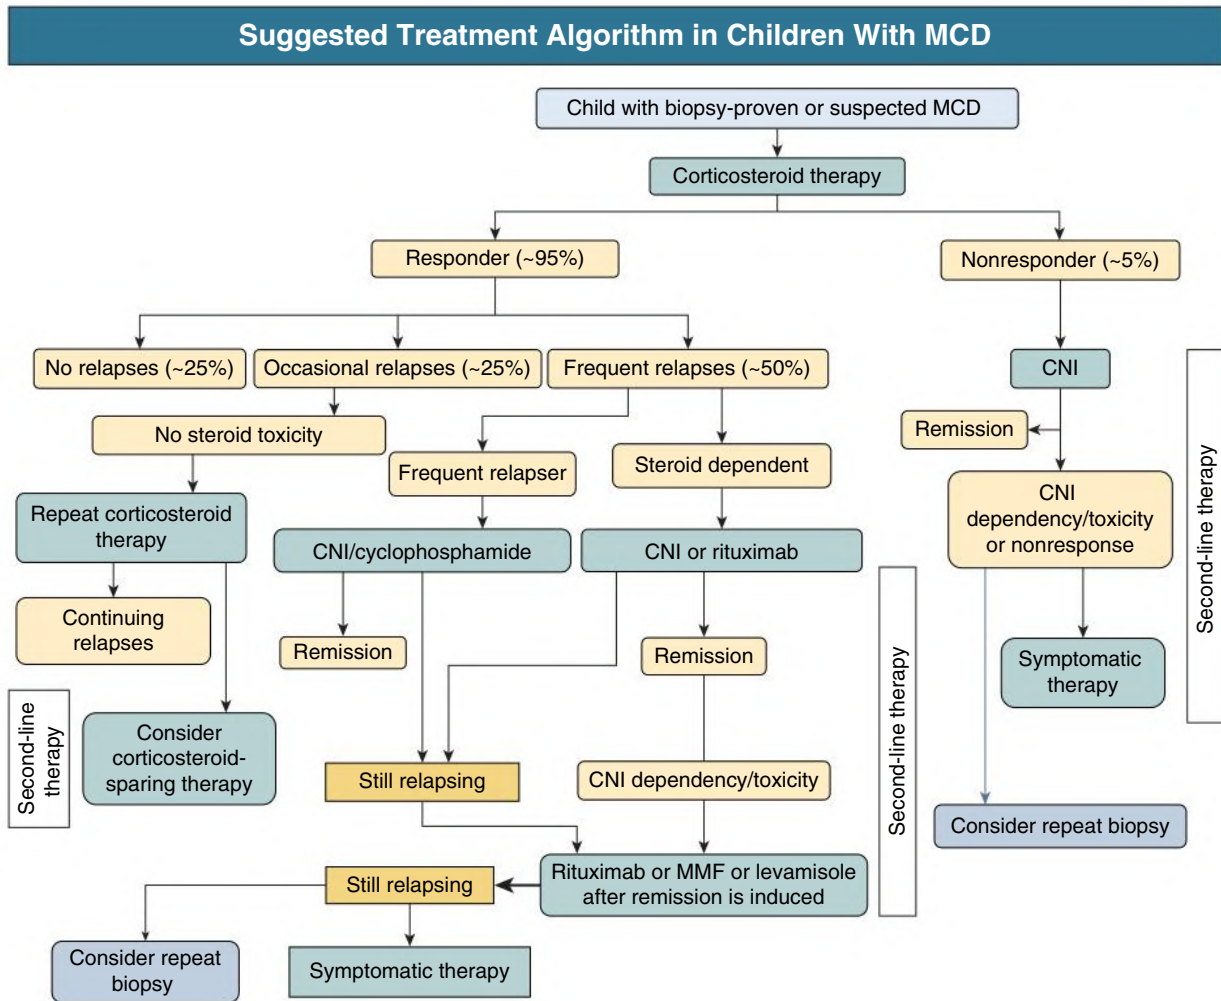 Suggested Treatment Algorithm in Children With MCD
Child with biopsy-proven or suspected MCD
Corticosteroid therapy
Responder (~95%)
Nonresponder (~5%)
No relapses (~25%)
Occasional relapses (~25%)
Frequent relapses (~50%)
CNI
No steroid toxicity
Remission
Frequent relapser
Steroid dependent
Repeat corticosteroid
therapy
CNI/cyclophosphamide
CNI or rituximab
CNI
dependency/toxicity
or nonresponse
Second-line therapy
Continuing
relapses
Remission
Remission
Symptomatic
therapy
Second-line
therapy
Consider
corticosteroid-
sparing therapy
Still relapsing
CNI dependency/toxicity
Second-line therapy
Consider repeat biopsy
Still relapsing
Rituximab or MMF or levamisole
after remission is induced
Consider repeat
biopsy
Symptomatic therapy